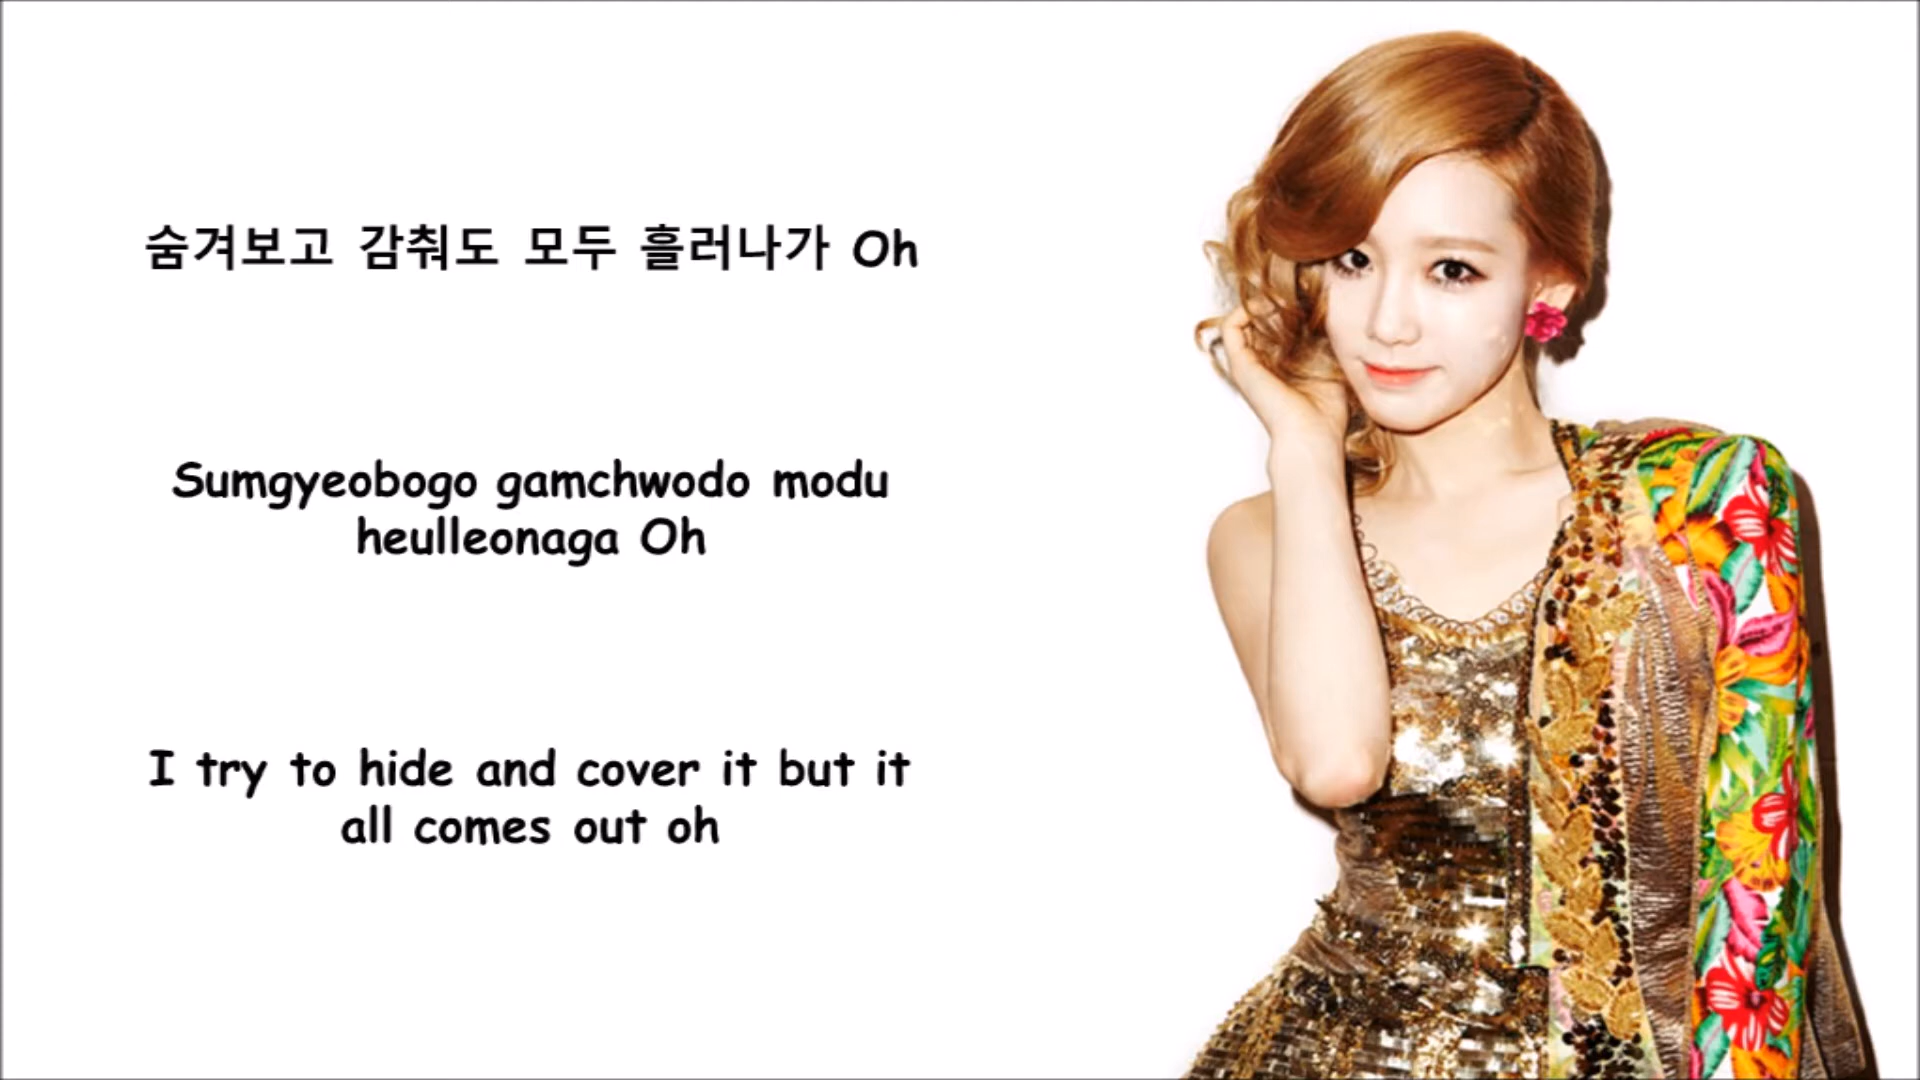 숨겨보고 감춰도 모두 흘러나가 Oh
Sumgyeobogo gamchwodo modu
heulleonaga Oh
I try to hide and cover it but it
all comes out oh